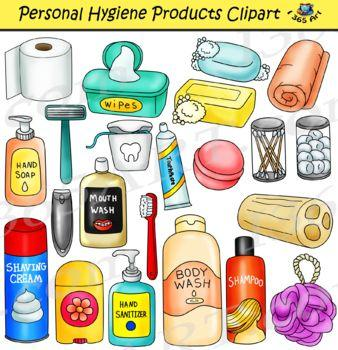 Personal Hygiene Products Clipart
365 Art
Wipes
HAND
SOAP
MOUTH
WASH
SHAVING
CREAM
HAND
SANITIZER
BODY
WASH
SHAMPOO